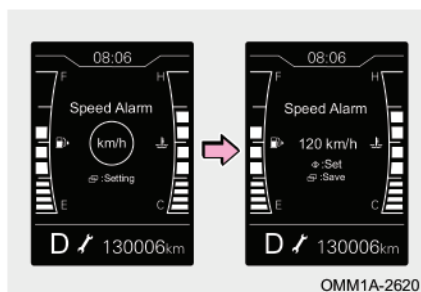 08:06
F H
Speed Alarm
km/h
:Setting
E C
D 130006km
08:06
F H
Speed Alarm
120 km/h
:Set
:Save
E C
D 130006km
OMM1A-2620